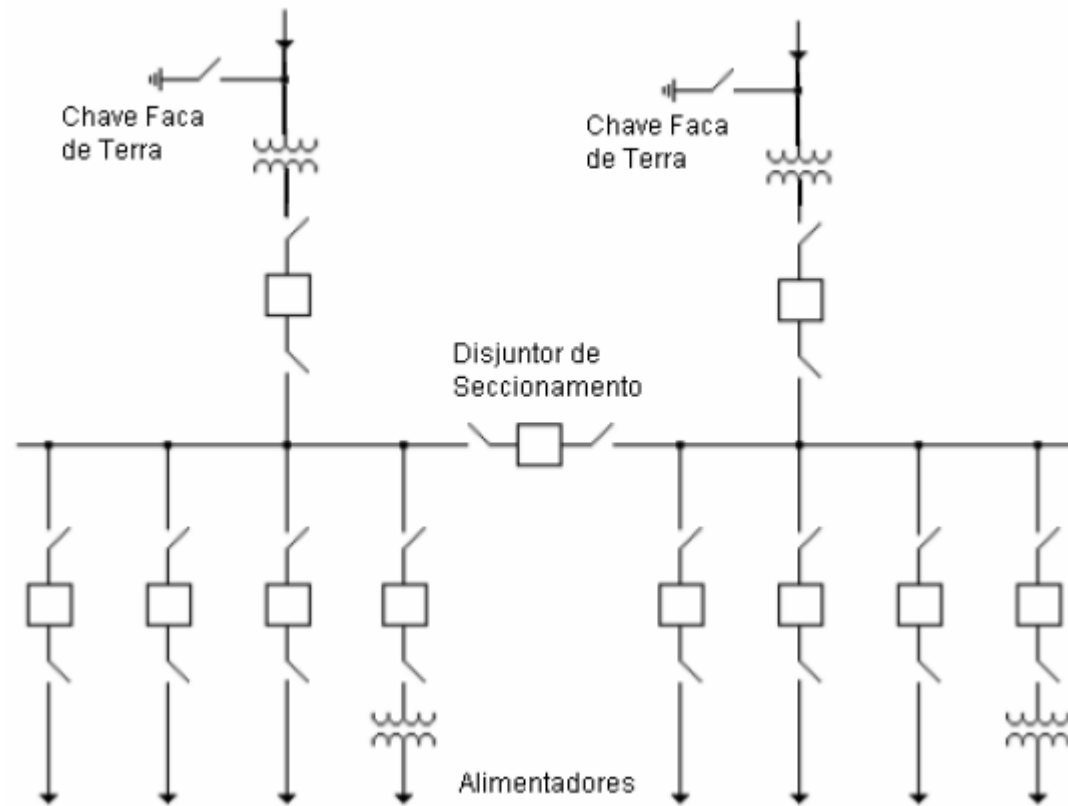 Chave Faca
de Terra
Chave Faca
de Terra
Disjuntor de
Seccionamento
Alimentadores